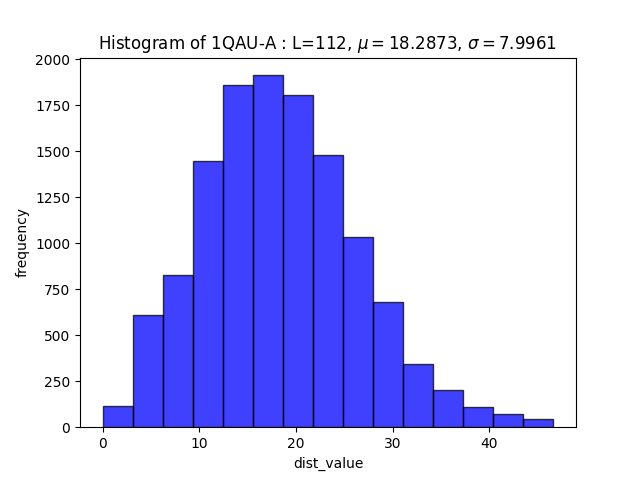 Histogram of 1QAU-A : L=112, μ = 18.2873, σ = 7.9961
2000
1750
1500
1250
1000
750
500
250
0
frequency
0 10 20 30 40
dist_value